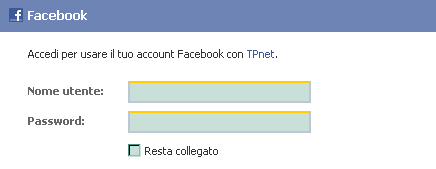 Facebook
Accedi per usare il tuo account Facebook con TPnet.
Nome utente:
Password:
Resta collegato